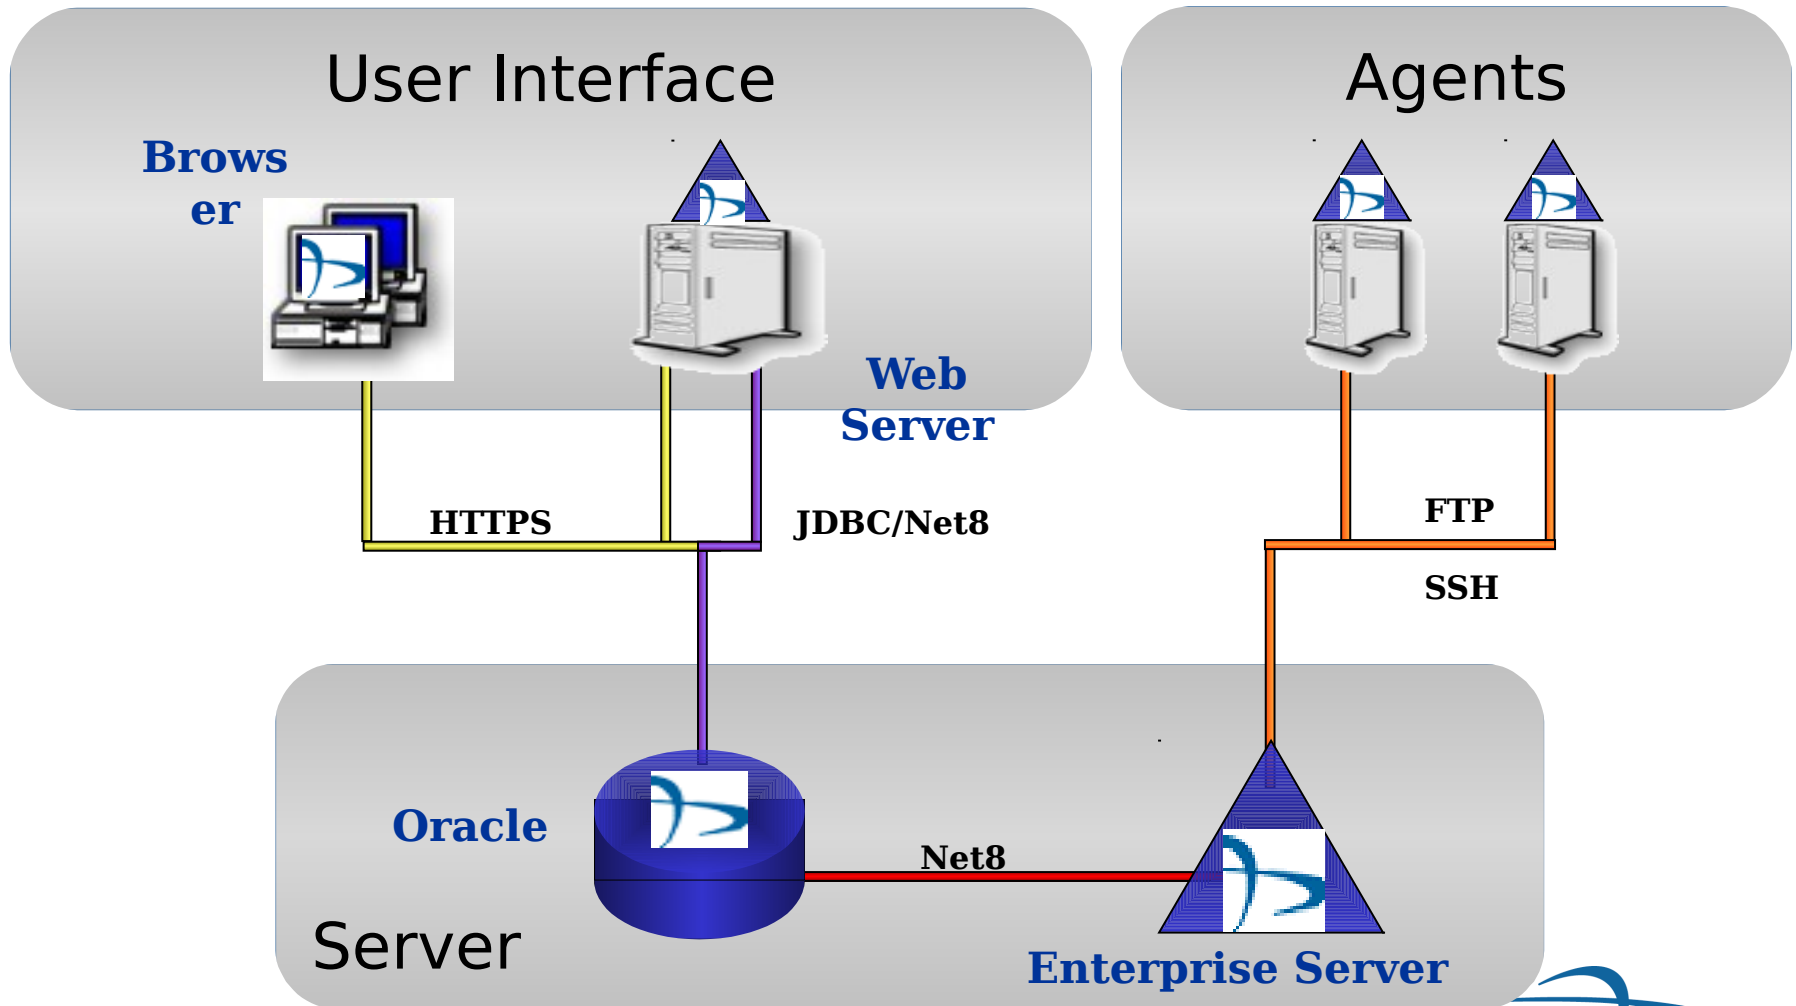 User Interface
Agents
Brows
er
Web
Server
HTTPS
JDBC/Net8
FTP
SSH
Oracle
Net8
Server
Enterprise Server